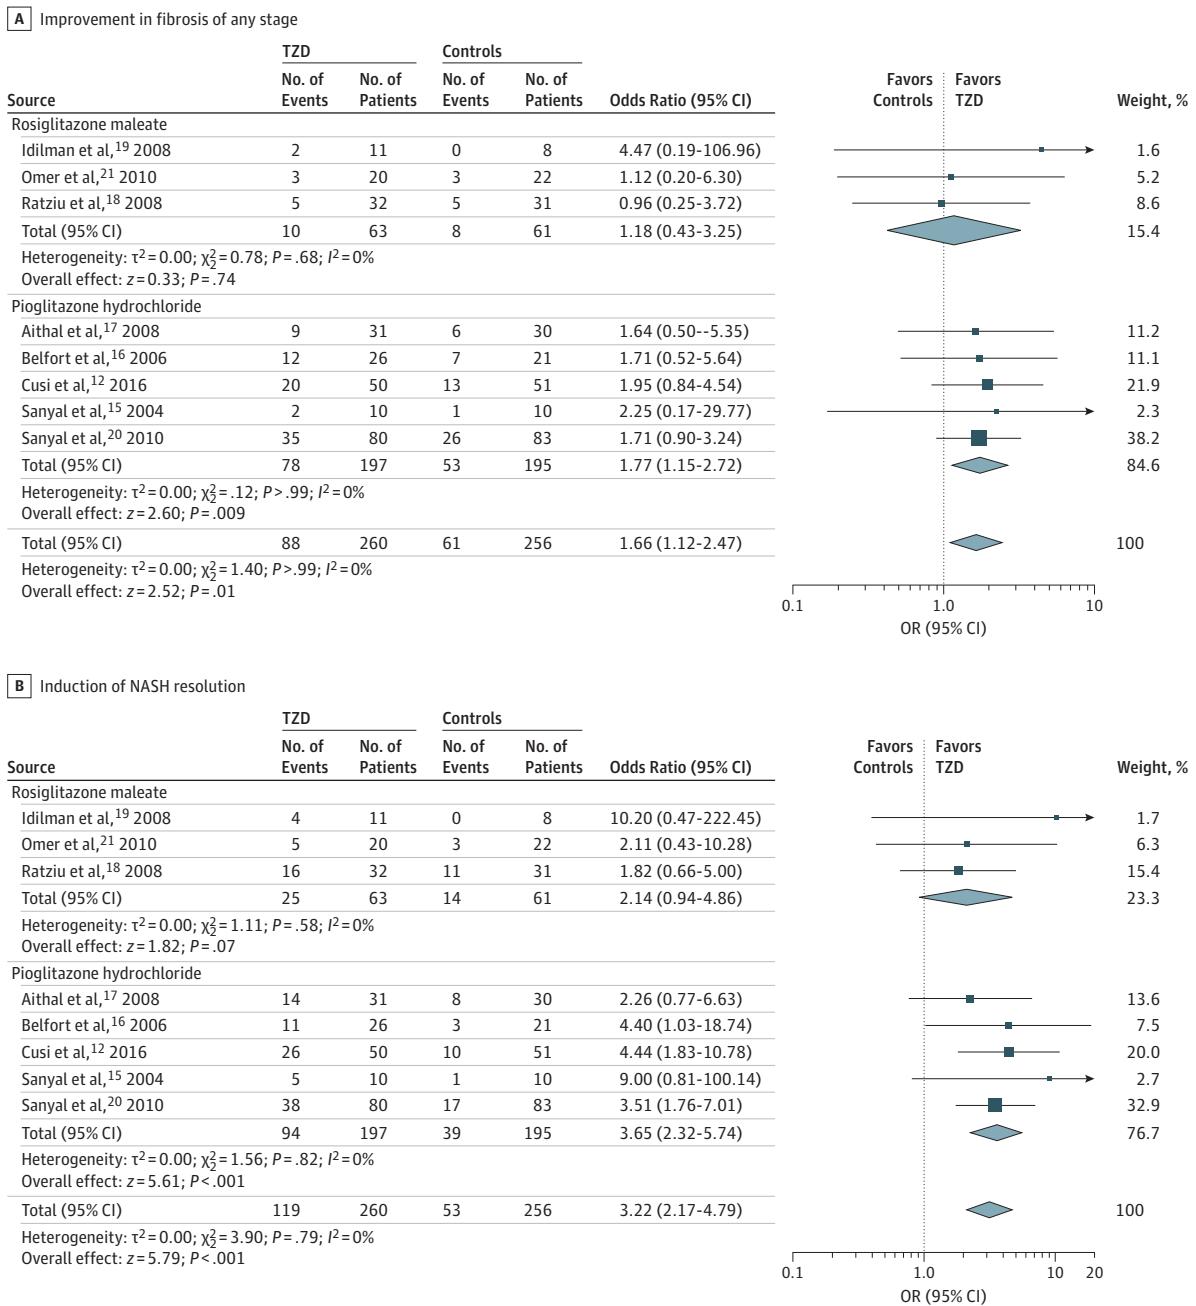 A Improvement in fibrosis of any stage
TZD Controls
No. of No. of No. of No. of Favors Favors
Source Events Patients Events Patients Odds Ratio (95% CI) Controls TZD Weight, %
Rosiglitazone maleate
Idilman et al,19 2008 2 11 0 8 4.47 (0.19-106.96) 1.6
Omer et al,21 2010 3 20 3 22 1.12 (0.20-6.30) 5.2
Ratziu et al,18 2008 5 32 5 31 0.96 (0.25-3.72) 8.6
Total (95% CI) 10 63 8 61 1.18 (0.43-3.25) 15.4
Heterogeneity: τ2=0.00; χ22=0.78; P=.68; I2=0%
Overall effect: z=0.33; P=.74
Pioglitazone hydrochloride
Aithal et al,17 2008 9 31 6 30 1.64 (0.50--5.35) 11.2
Belfort et al,16 2006 12 26 7 21 1.71 (0.52-5.64) 11.1
Cusi et al,12 2016 20 50 13 51 1.95 (0.84-4.54) 21.9
Sanyal et al,15 2004 2 10 1 10 2.25 (0.17-29.77) 2.3
Sanyal et al,20 2010 35 80 26 83 1.71 (0.90-3.24) 38.2
Total (95% CI) 78 197 53 195 1.77 (1.15-2.72) 84.6
Heterogeneity: τ2=0.00; χ22=.12; P>.99; I2=0%
Overall effect: z=2.60; P=.009
Total (95% CI) 88 260 61 256 1.66 (1.12-2.47) 100
Heterogeneity: τ2=0.00; χ22=1.40; P>.99; I2=0%
Overall effect: z=2.52; P=.01
0.1 1.0 10
OR (95% CI)
B Induction of NASH resolution
TZD Controls
No. of No. of No. of No. of Favors Favors
Source Events Patients Events Patients Odds Ratio (95% CI) Controls TZD Weight, %
Rosiglitazone maleate
Idilman et al,19 2008 4 11 0 8 10.20 (0.47-222.45) 1.7
Omer et al,21 2010 5 20 3 22 2.11 (0.43-10.28) 6.3
Ratziu et al,18 2008 16 32 11 31 1.82 (0.66-5.00) 15.4
Total (95% CI) 25 63 14 61 2.14 (0.94-4.86) 23.3
Heterogeneity: τ2=0.00; χ22=1.11; P=.58; I2=0%
Overall effect: z=1.82; P=.07
Pioglitazone hydrochloride
Aithal et al,17 2008 14 31 8 30 2.26 (0.77-6.63) 13.6
Belfort et al,16 2006 11 26 3 21 4.40 (1.03-18.74) 7.5
Cusi et al,12 2016 26 50 10 51 4.44 (1.83-10.78) 20.0
Sanyal et al,15 2004 5 10 1 10 9.00 (0.81-100.14) 2.7
Sanyal et al,20 2010 38 80 17 83 3.51 (1.76-7.01) 32.9
Total (95% CI) 94 197 39 195 3.65 (2.32-5.74) 76.7
Heterogeneity: τ2=0.00; χ22=1.56; P=.82; I2=0%
Overall effect: z=5.61; P<.001
Total (95% CI) 119 260 53 256 3.22 (2.17-4.79) 100
Heterogeneity: τ2=0.00; χ22=3.90; P=.79; I2=0%
Overall effect: z=5.79; P<.001
0.1 1.0 10 20
OR (95% CI)